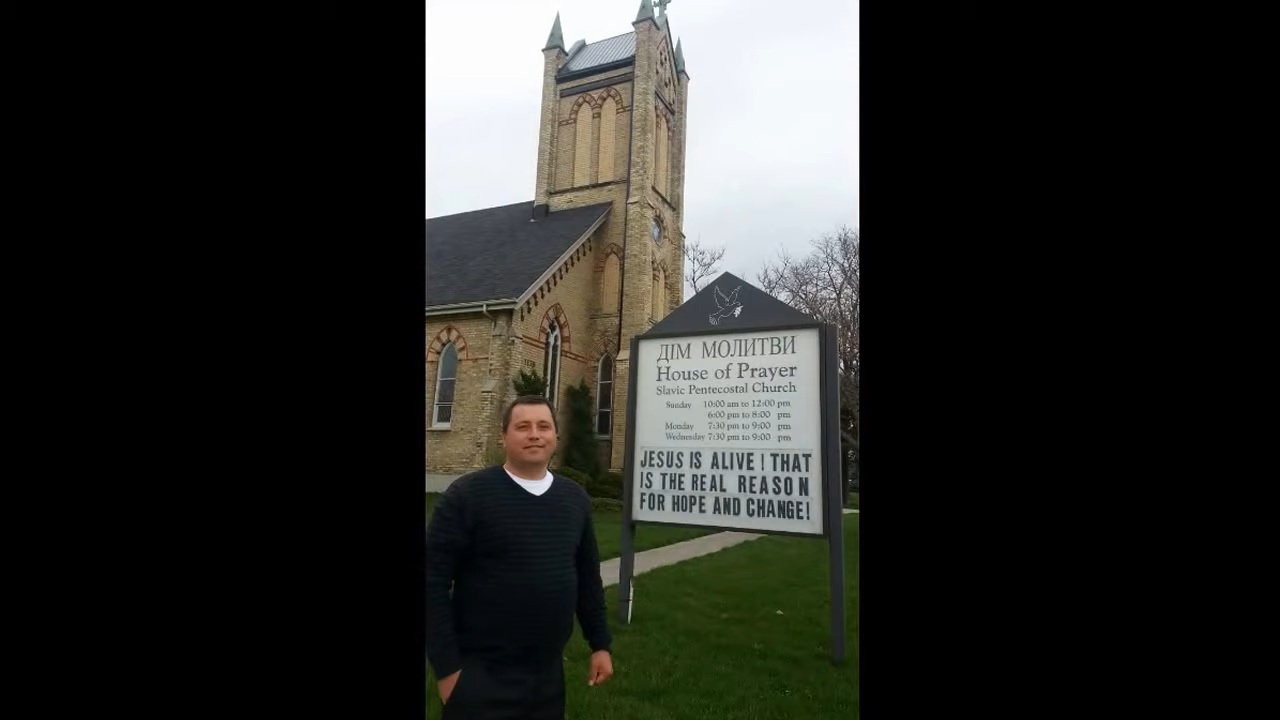 ДІМ МОЛИТВИ
House of Prayer
Slavic Pentecostal Church
Sunday 10:00 am to 12:00 pm
6:00 pm to 8:00 pm
Monday 7:30 pm to 9:00 pm
Wednesday 7:30 pm to 9:00 pm
JESUS IS ALIVE! THAT
IS THE REAL REASON
FOR HOPE AND CHANGE!